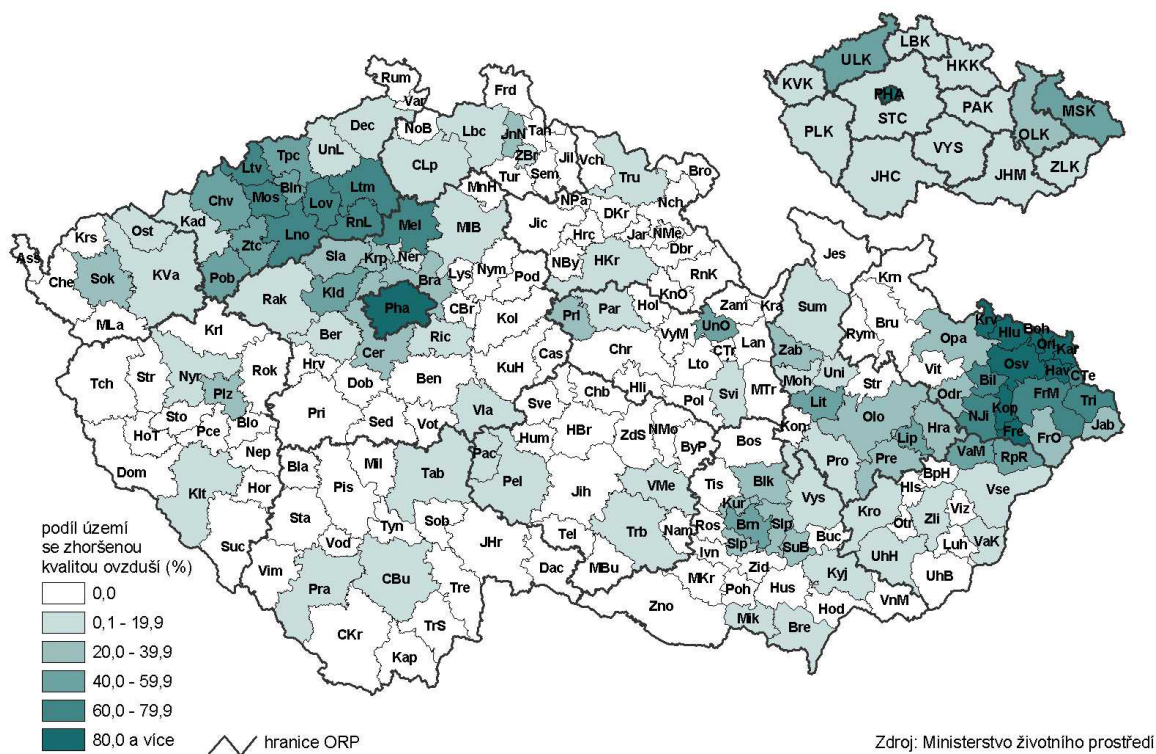 Rum
Frd
Var
Dec
NoB
Lbc
JnN
Tan
Tpc
UnL
ZBr
Jil
Vch
Ltv
CLp
Tur
Sem
Tru
Bro
Bln
Ltm
MnH
Chv
Mos
Lov
NPa
Nch
Kad
RnL
Mel
MlB
Jic
DKr
Ost
Lno
Hrc
Jar
NMe
Krs
Ztc
Sla
Krp
Ner
Dbr
Ass
KVa
Pob
Lys
Nym
NBy
HKr
Jes
Che
Sok
Kld
Bra
Pod
RnK
Krn
Rak
Pha
CBr
KnO
Zam
Kra
Sum
MLa
Krl
Ber
Ric
Kol
Prl
Par
Hol
UnO
Rym
Bru
Opa
Krv
Hlu
Boh
Orl
Kar
Cer
VyM
CTr
Lan
Zab
Hrv
Cas
Chr
Lto
Moh
Uni
Vit
Osv
Hav
CTe
Tch
Str
Nyr
Rok
Dob
Ben
KuH
Hli
Pol
Svi
MTr
Str
Odr
Bil
FrM
Tri
Plz
Pri
Chb
Lit
Olo
NJi
Kop
Sto
Blo
Sed
Vot
Vla
Sve
HBr
ZdS
NMo
Kon
Hra
Fre
Jab
HoT
Pce
Hum
ByP
Bos
Lip
FrO
Dom
Nep
Bla
Mil
Tab
Pac
Pro
Pre
VaM
RpR
Klt
Hor
Pis
Pel
Jih
Tis
Blk
BpH
VMe
Kur
Vys
Hls
Vse
Sta
Tyn
Sob
Trb
Ros
Brn
Slp
Kro
Otr
Zli
Viz
Suc
Vod
JHr
Tel
Nam
Ivn
Slp
SuB
Buc
Luh
VaK
Vim
CBu
Dac
MBu
MKr
Zid
UhH
UhB
Pra
Tre
Poh
Hus
Kyj
Zno
Hod
VnM
CKr
TrS
Mik
Bre
Kap
LBK
ULK
HKK
KVK
PHA
STC
PAK
MSK
PLK
OLK
VYS
JHC
JHM
ZLK
podíl území
se zhoršenou
kvalitou ovzduší (%)
0,0
0,1 - 19,9
20,0 - 39,9
40,0 - 59,9
60,0 - 79,9
80,0 a více
hranice ORP
Zdroj: Ministerstvo životního prostředí